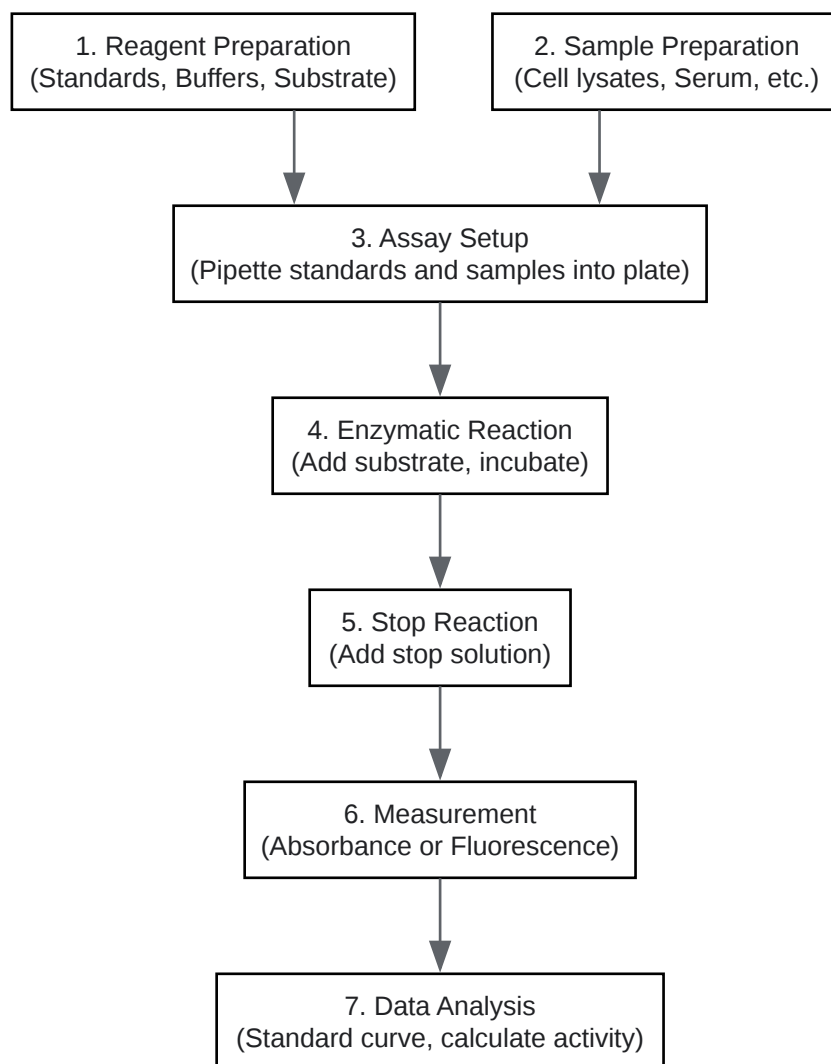 1. Reagent Preparation
(Standards, Buffers, Substrate)
2. Sample Preparation
(Cell lysates, Serum, etc.)
3. Assay Setup
(Pipette standards and samples into plate)
4. Enzymatic Reaction
(Add substrate, incubate)
5. Stop Reaction
(Add stop solution)
6. Measurement
(Absorbance or Fluorescence)
7. Data Analysis
(Standard curve, calculate activity)